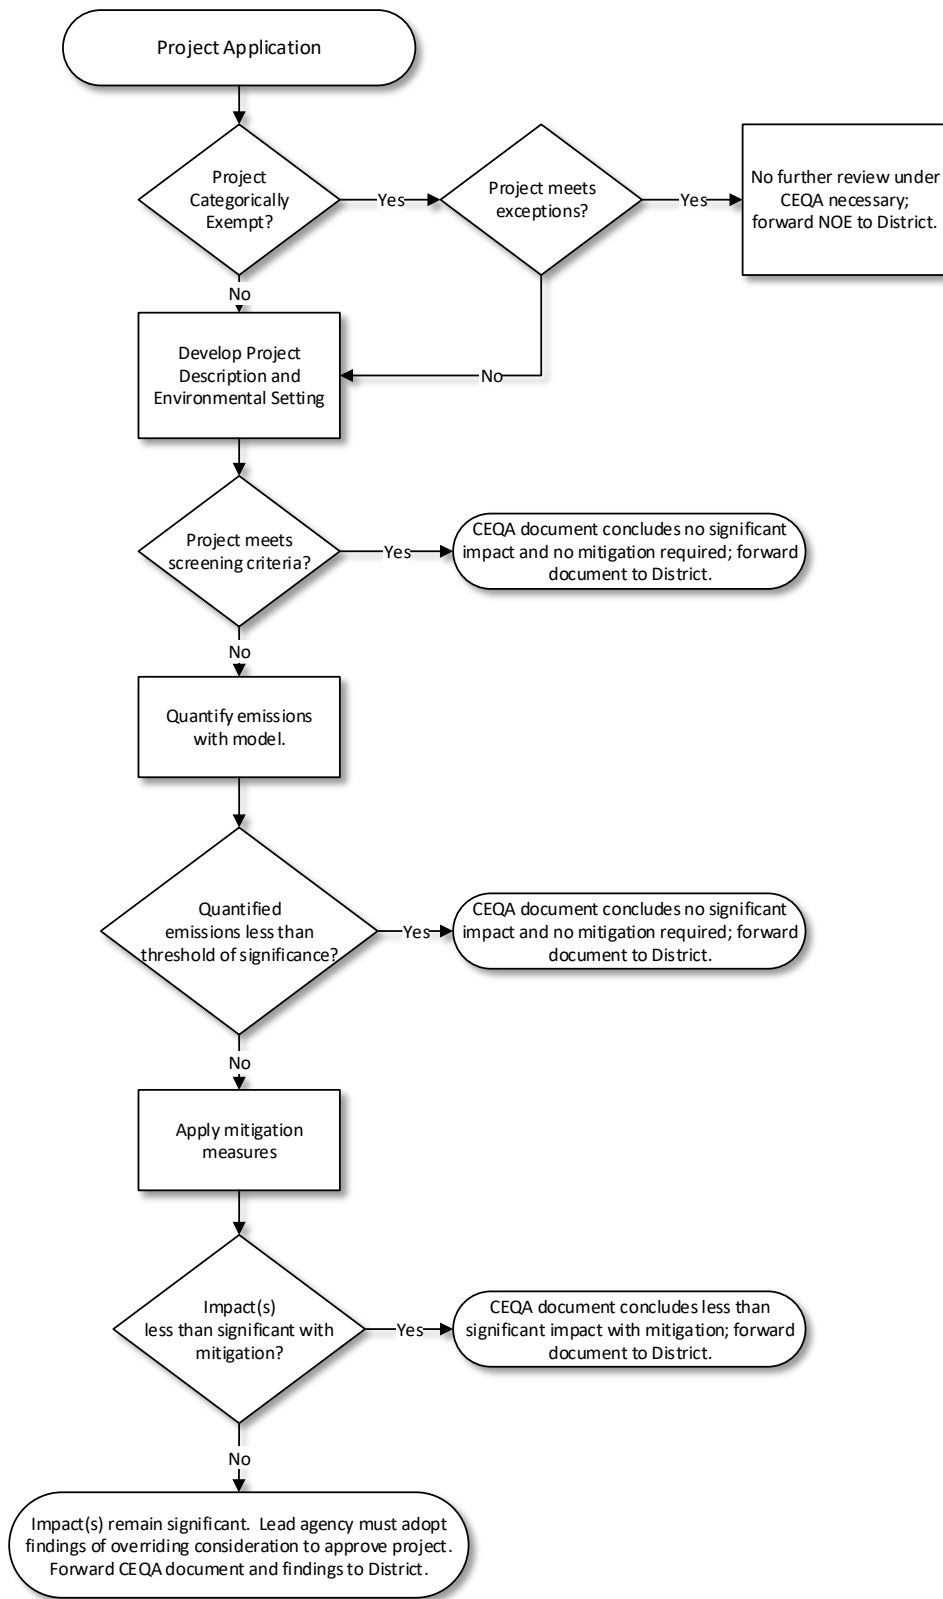 Project Application
Project
Categorically
Exempt?
Yes
Project meets
exceptions?
Yes
No further review under
CEQA necessary;
forward NOE to District.
No
Develop Project
Description and
Environmental Setting
No
Project meets
screening criteria?
Yes
CEQA document concludes no significant
impact and no mitigation required; forward
document to District.
No
Quantify emissions
with model.
Quantified
emissions less than
threshold of significance?
Yes
CEQA document concludes no significant
impact and no mitigation required; forward
document to District.
No
Apply mitigation
measures
Impact(s)
less than significant with
mitigation?
Yes
CEQA document concludes less than
significant impact with mitigation; forward
document to District.
No
Impact(s) remain significant.  Lead agency must adopt
findings of overriding consideration to approve project.
Forward CEQA document and findings to District.